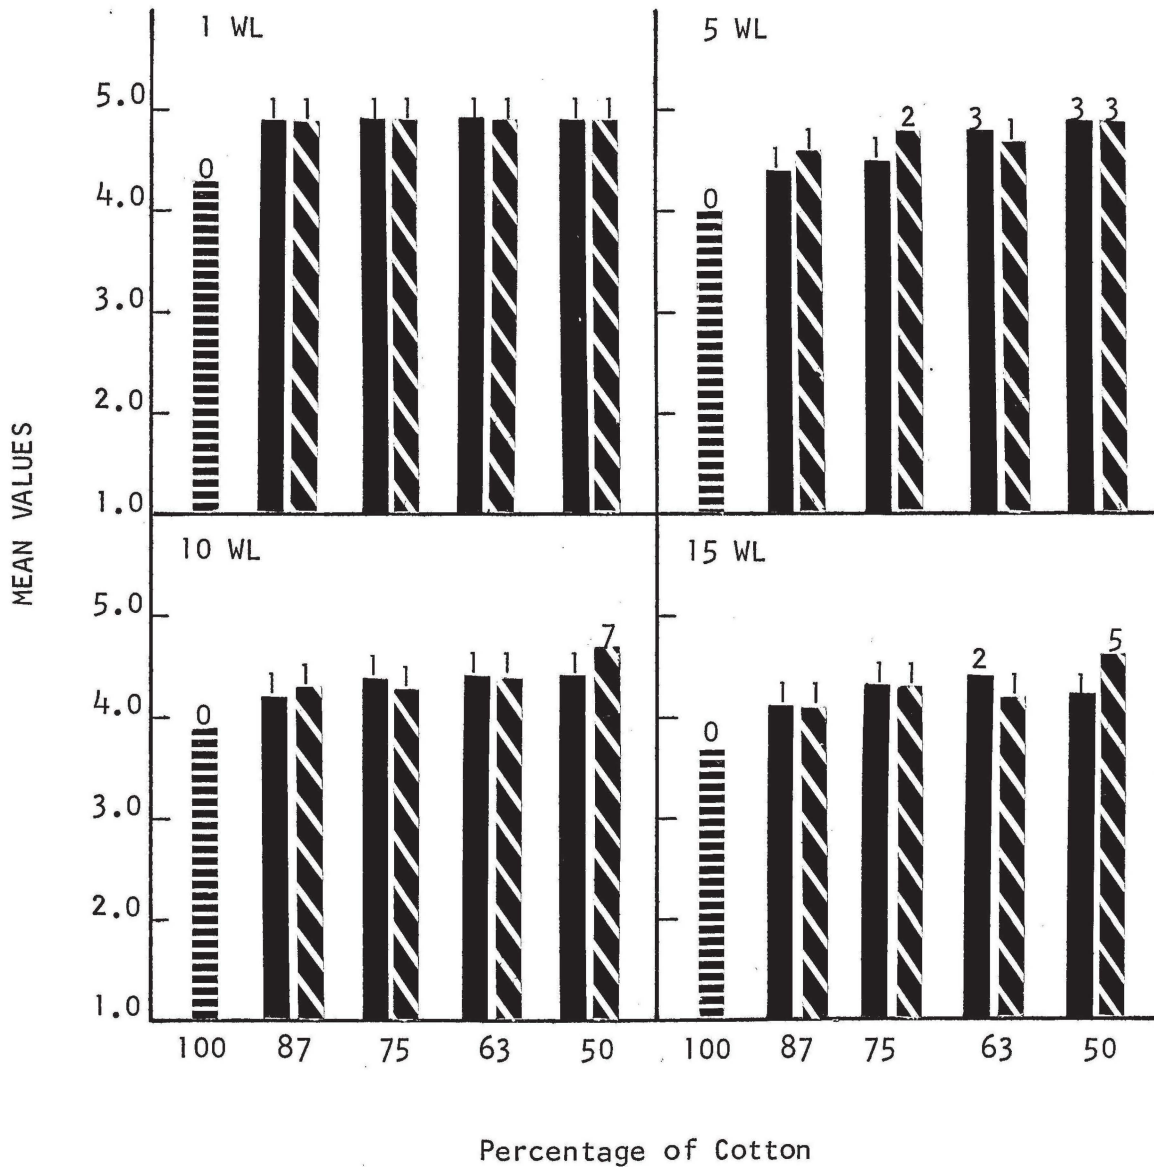 1 WL
5.0
1 1 1 1 1 1 1 1
0
4.0
3.0
2.0
1.0
5 WL
2 3 1 3 3
1 1 1
0
MEAN VALUES
10 WL
5.0
7
1 1 1 1 1 1 1
4.0
0
3.0
2.0
1.0
100 87 75 63 50
15 WL
5
1 1 1 1 2 1 1
0
100 87 75 63 50
Percentage of Cotton